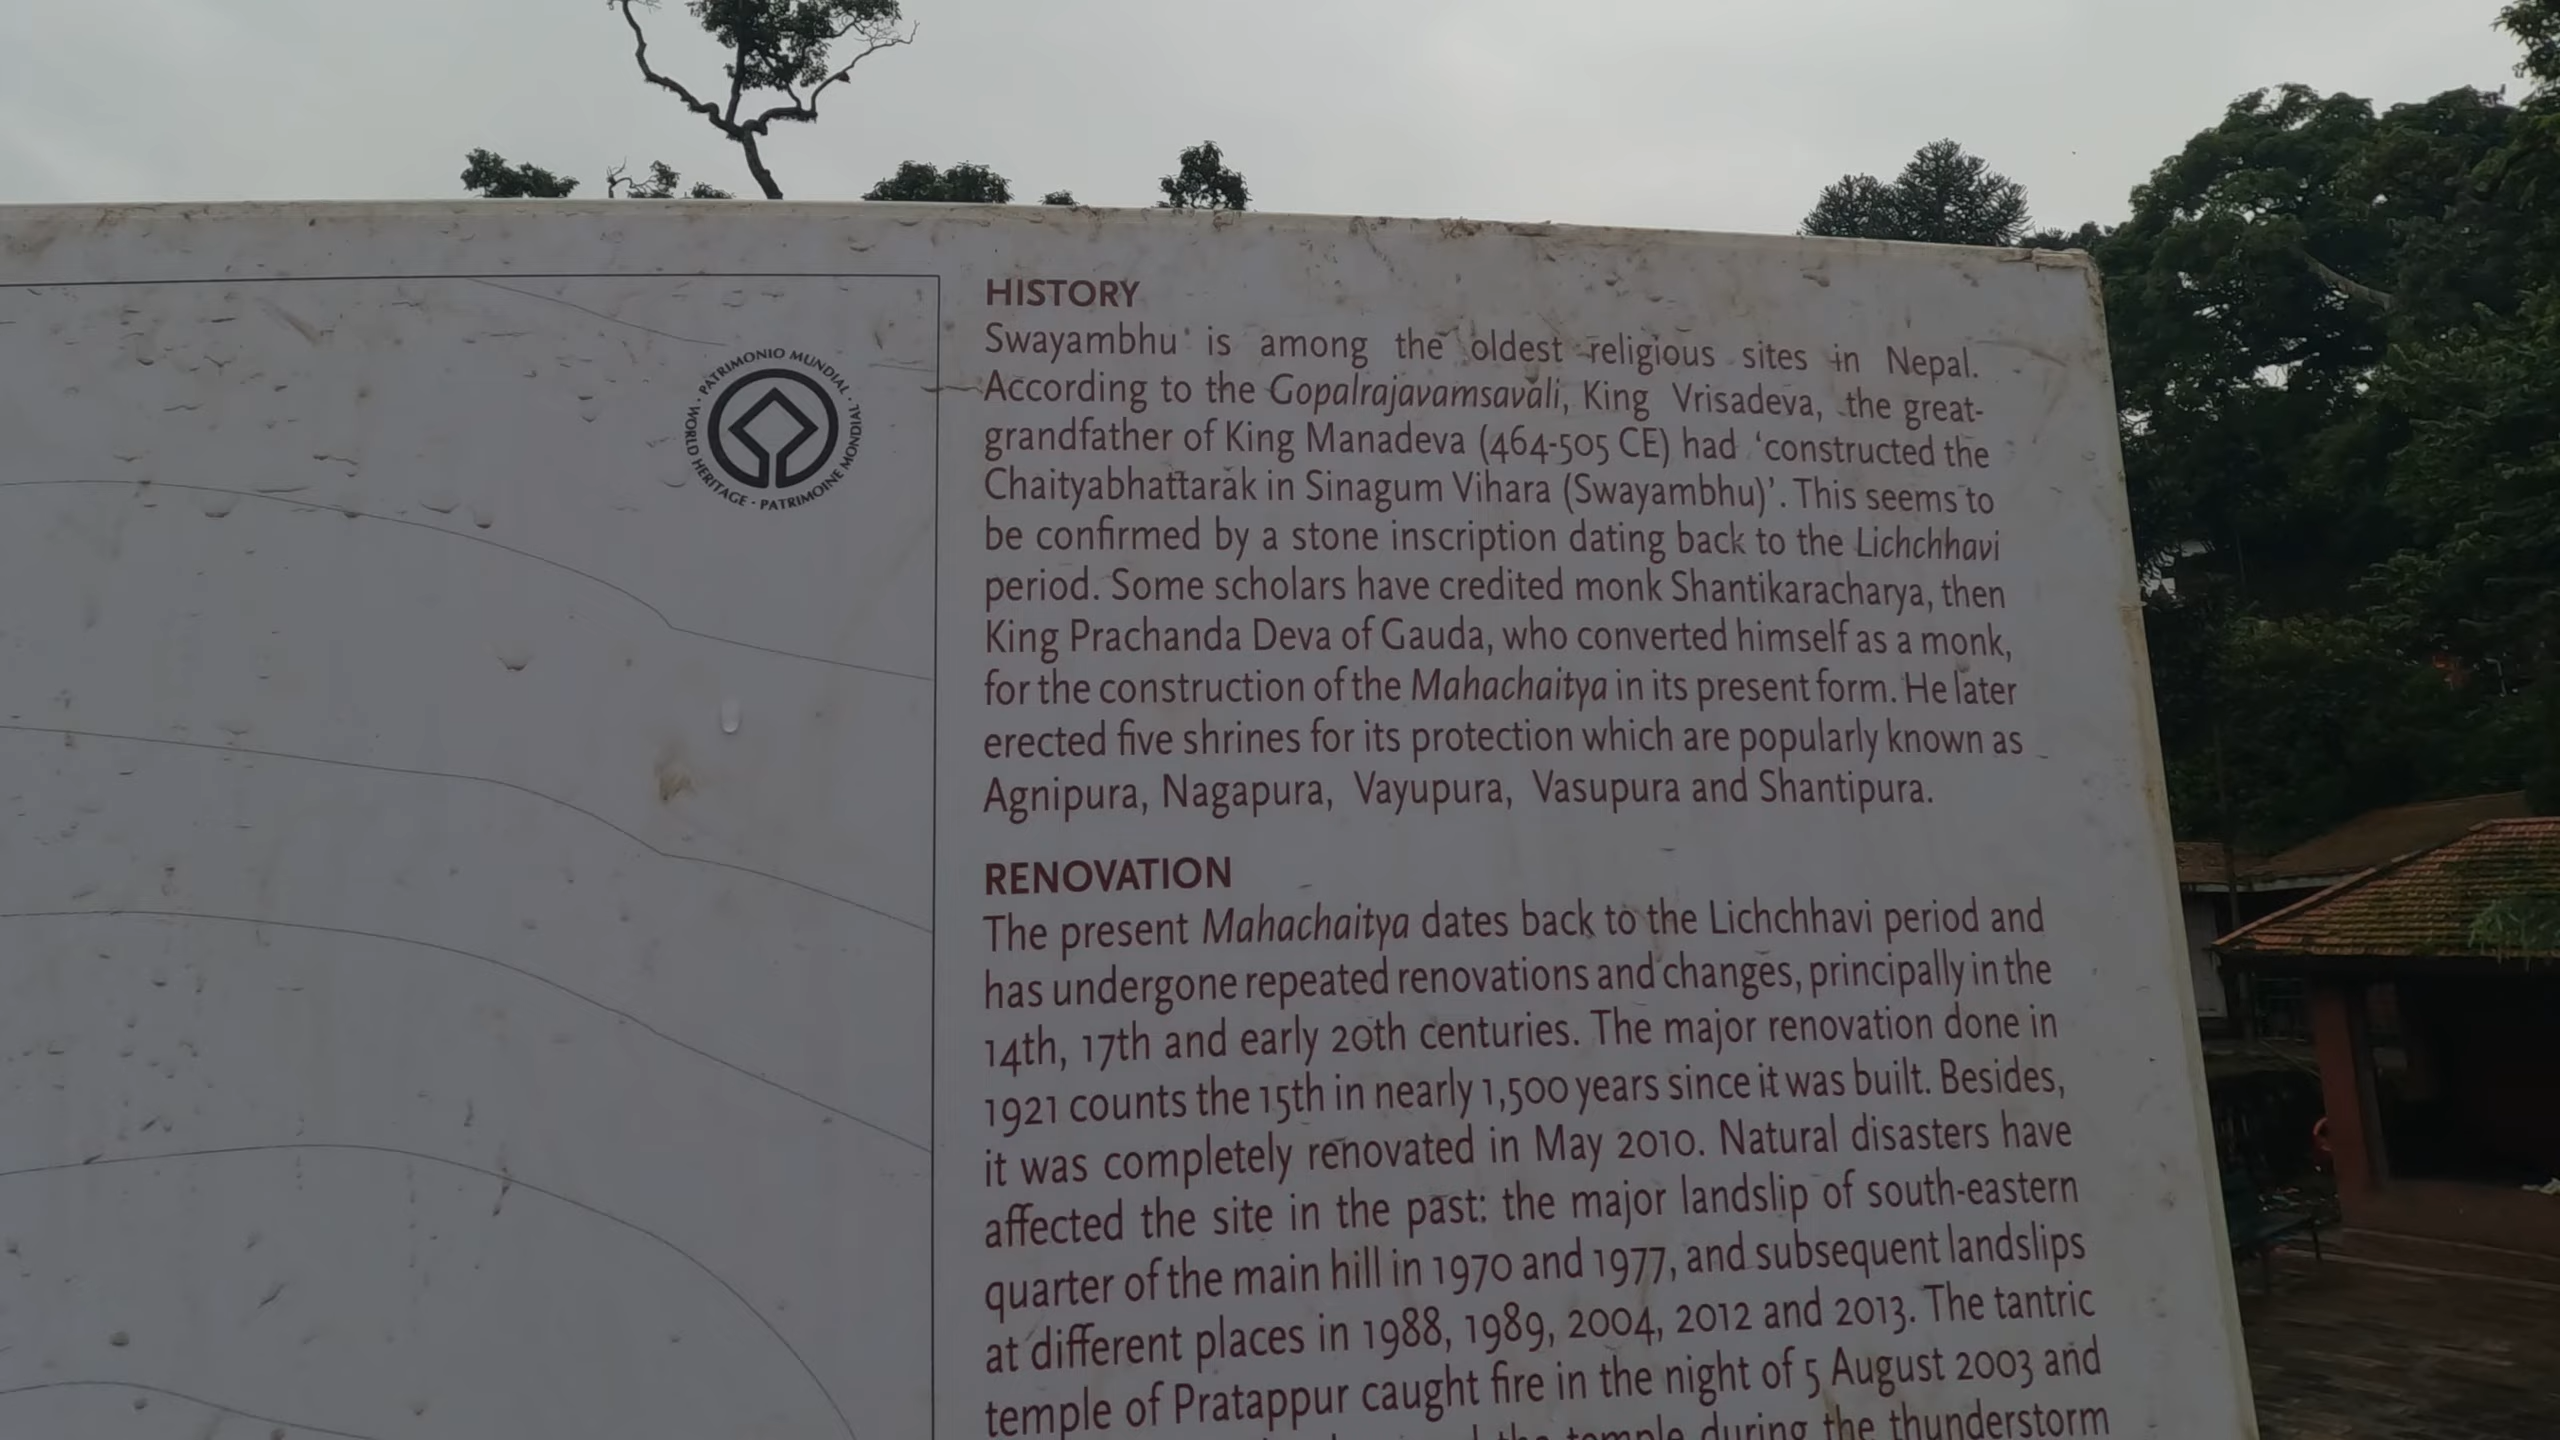 PATRIMONIO MUNDIAL · WORLD HERITAGE - PATRIMOINE MONDIAL ·
HISTORY
Swayambhu is among the oldest religious sites in Nepal.
According to the Gopalrajavamsavali, King Vrisadeva, the great-
grandfather of King Manadeva (464-505 CE) had ‘constructed the
Chaityabhattarak in Sinagum Vihara (Swayambhu)’. This seems to
be confirmed by a stone inscription dating back to the Lichchhavi
period. Some scholars have credited monk Shantikaracharya, then
King Prachanda Deva of Gauda, who converted himself as a monk,
for the construction of the Mahachaitya in its present form. He later
erected five shrines for its protection which are popularly known as
Agnipura, Nagapura, Vayupura, Vasupura and Shantipura.
RENOVATION
The present Mahachaitya dates back to the Lichchhavi period and
has undergone repeated renovations and changes, principally in the
14th, 17th and early 20th centuries. The major renovation done in
1921 counts the 15th in nearly 1,500 years since it was built. Besides,
it was completely renovated in May 2010. Natural disasters have
affected the site in the past: the major landslip of south-eastern
quarter of the main hill in 1970 and 1977, and subsequent landslips
at different places in 1988, 1989, 2004, 2012 and 2013. The tantric
temple of Pratappur caught fire in the night of 5 August 2003 and
the temple during the thunderstorm